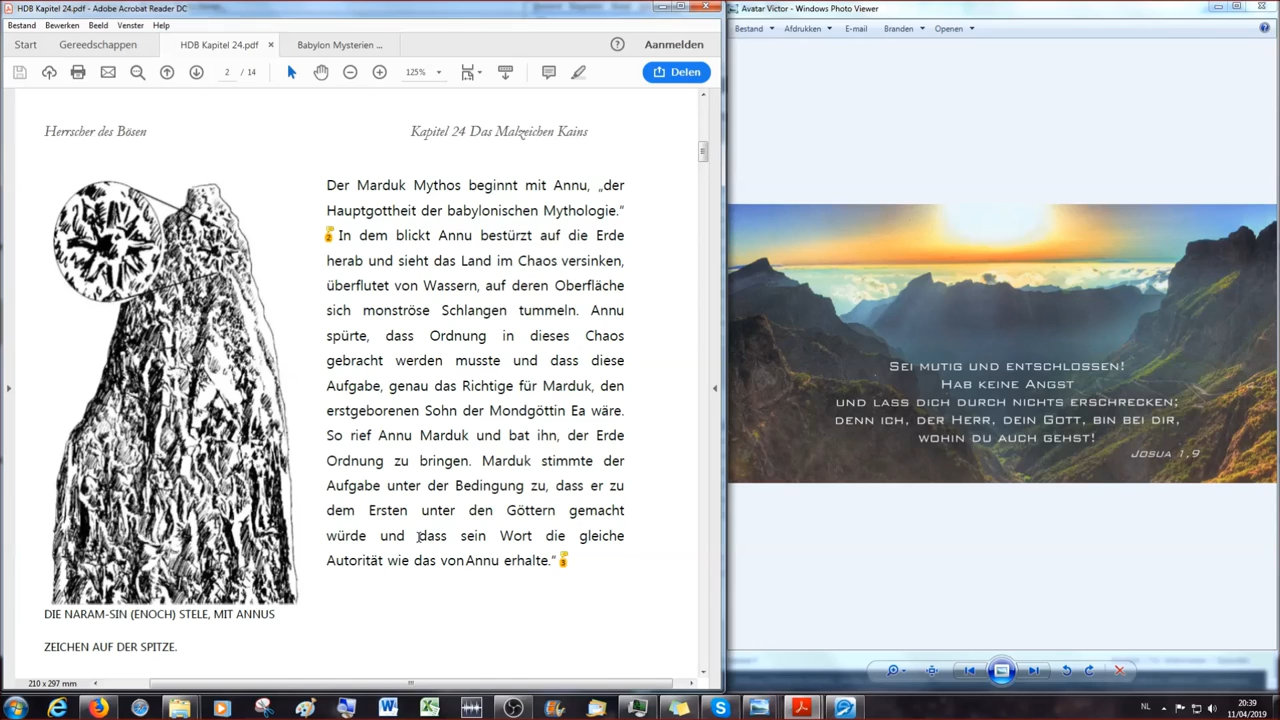 HDB Kapitel 24.pdf - Adobe Acrobat Reader DC
Bestand Bewerken Beeld Venster Help
Start Gereedschappen HDB Kapitel 24.pdf × Babylon Mysterien ... Anmelden
2 / 14 125% Delen
Herrscher des Bösen Kapitel 24 Das Malzeichen Kains
Der Marduk Mythos beginnt mit Annu, „der
Hauptgottheit der babylonischen Mythologie.“
2 In dem blickt Annu bestürzt auf die Erde
herab und sieht das Land im Chaos versinken,
überflutet von Wassern, auf deren Oberfläche
sich monströse Schlangen tummeln. Annu
spürte, dass Ordnung in dieses Chaos
gebracht werden musste und dass diese
Aufgabe, genau das Richtige für Marduk, den
erstgeborenen Sohn der Mondgöttin Ea wäre.
So rief Annu Marduk und bat ihn, der Erde
Ordnung zu bringen. Marduk stimmte der
Aufgabe unter der Bedingung zu, dass er zu
dem Ersten unter den Göttern gemacht
würde und dass sein Wort die gleiche
Autorität wie das von Annu erhalte.“ 3
DIE NARAM-SIN (ENOCH) STELE, MIT ANNUS
ZEICHEN AUF DER SPITZE.
210 x 297 mm
Avatar Victor - Windows Photo Viewer
Bestand Afdrukken E-mail Branden Openen
Sei mutig und entschlossen!
Hab keine Angst
und lass dich durch nichts erschrecken;
denn ich, der Herr, dein Gott, bin bei dir,
wohin du auch gehst!
Josua 1,9
NL 20:39
11/04/2019